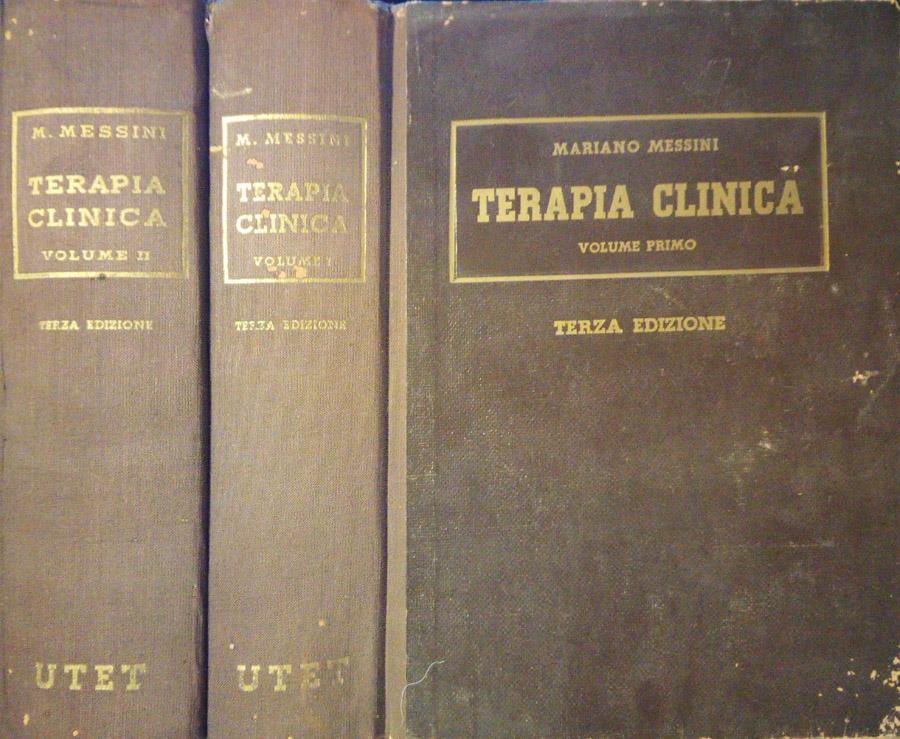 M. MESSINI
TERAPIA
CLINICA
VOLUME II
TERZA EDIZIONE
UTET
M. MESSINI
TERAPIA
CLINICA
VOLUME I
TERZA EDIZIONE
UTET
MARIANO MESSINI
TERAPIA CLINICA
VOLUME PRIMO
TERZA EDIZIONE